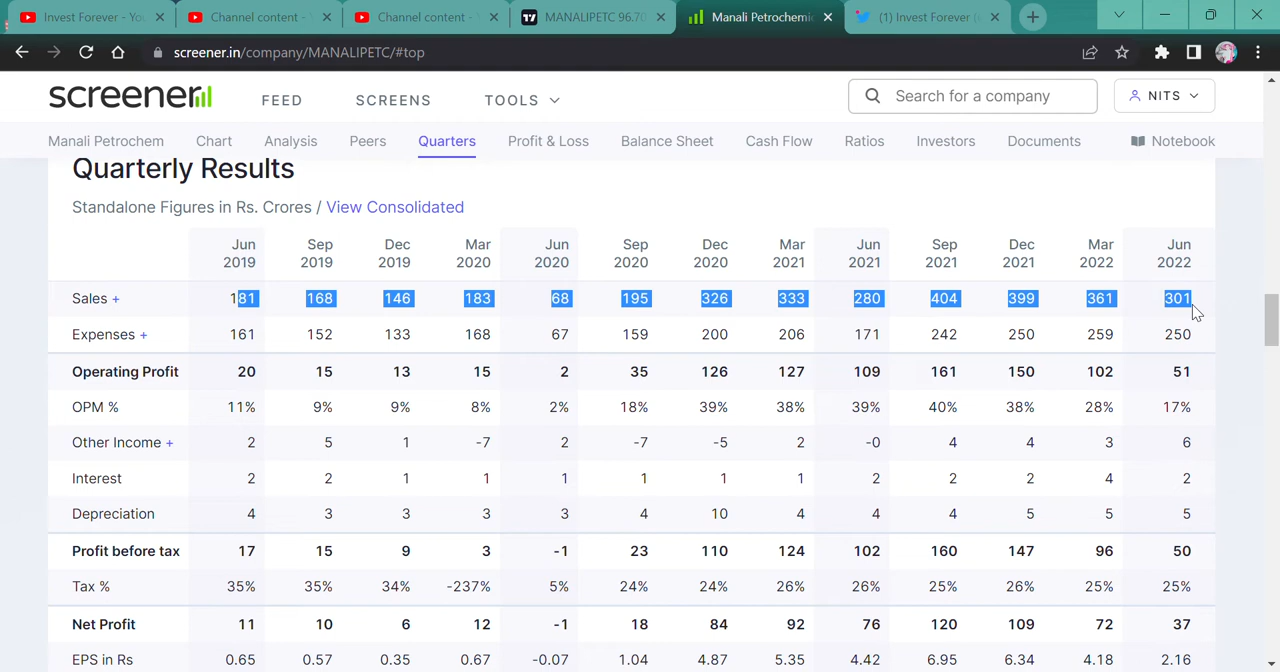 Invest Forever - You
Channel content -
Channel content -
MANALIPETC 96.70
Manali Petrochemic
(1) Invest Forever (
screener.in/company/MANALIPETC/#top
screener
FEED
SCREENS
TOOLS
Search for a company
NITS
Manali Petrochem Chart Analysis Peers Quarters Profit & Loss Balance Sheet Cash Flow Ratios Investors Documents Notebook
Quarterly Results
Standalone Figures in Rs. Crores / View Consolidated
Jun 2019 Sep 2019 Dec 2019 Mar 2020 Jun 2020 Sep 2020 Dec 2020 Mar 2021 Jun 2021 Sep 2021 Dec 2021 Mar 2022 Jun 2022
Sales + 181 168 146 183 68 195 326 333 280 404 399 361 301
Expenses + 161 152 133 168 67 159 200 206 171 242 250 259 250
Operating Profit 20 15 13 15 2 35 126 127 109 161 150 102 51
OPM % 11% 9% 9% 8% 2% 18% 39% 38% 39% 40% 38% 28% 17%
Other Income + 2 5 1 -7 2 -7 -5 2 -0 4 4 3 6
Interest 2 2 1 1 1 1 1 1 2 2 2 4 2
Depreciation 4 3 3 3 3 4 10 4 4 4 5 5 5
Profit before tax 17 15 9 3 -1 23 110 124 102 160 147 96 50
Tax % 35% 35% 34% -237% 5% 24% 24% 26% 26% 25% 26% 25% 25%
Net Profit 11 10 6 12 -1 18 84 92 76 120 109 72 37
EPS in Rs 0.65 0.57 0.35 0.67 -0.07 1.04 4.87 5.35 4.42 6.95 6.34 4.18 2.16